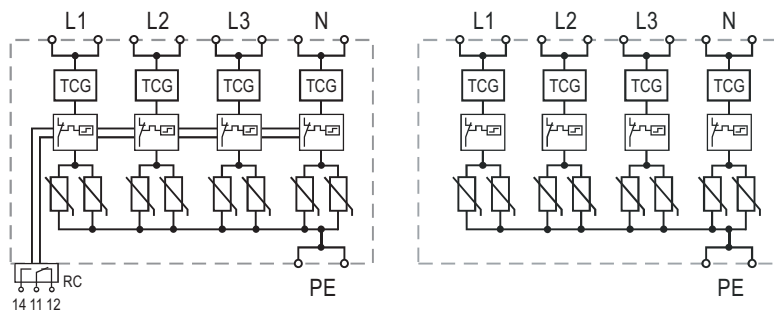 L1 L2 L3 N L1 L2 L3 N
TCG TCG TCG TCG TCG TCG TCG TCG
RC PE PE
14 11 12